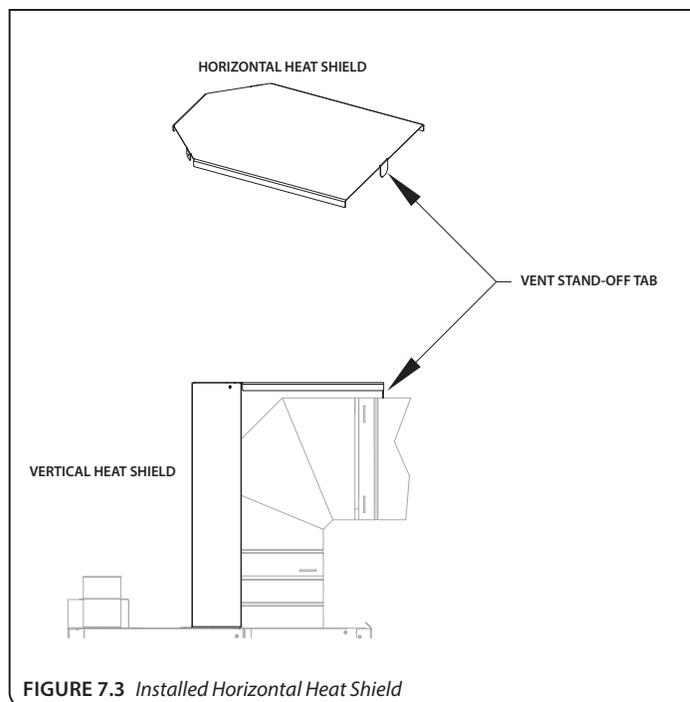 HORIZONTAL HEAT SHIELD
VENT STAND-OFF TAB
VERTICAL HEAT SHIELD
FIGURE 7.3 Installed Horizontal Heat Shield